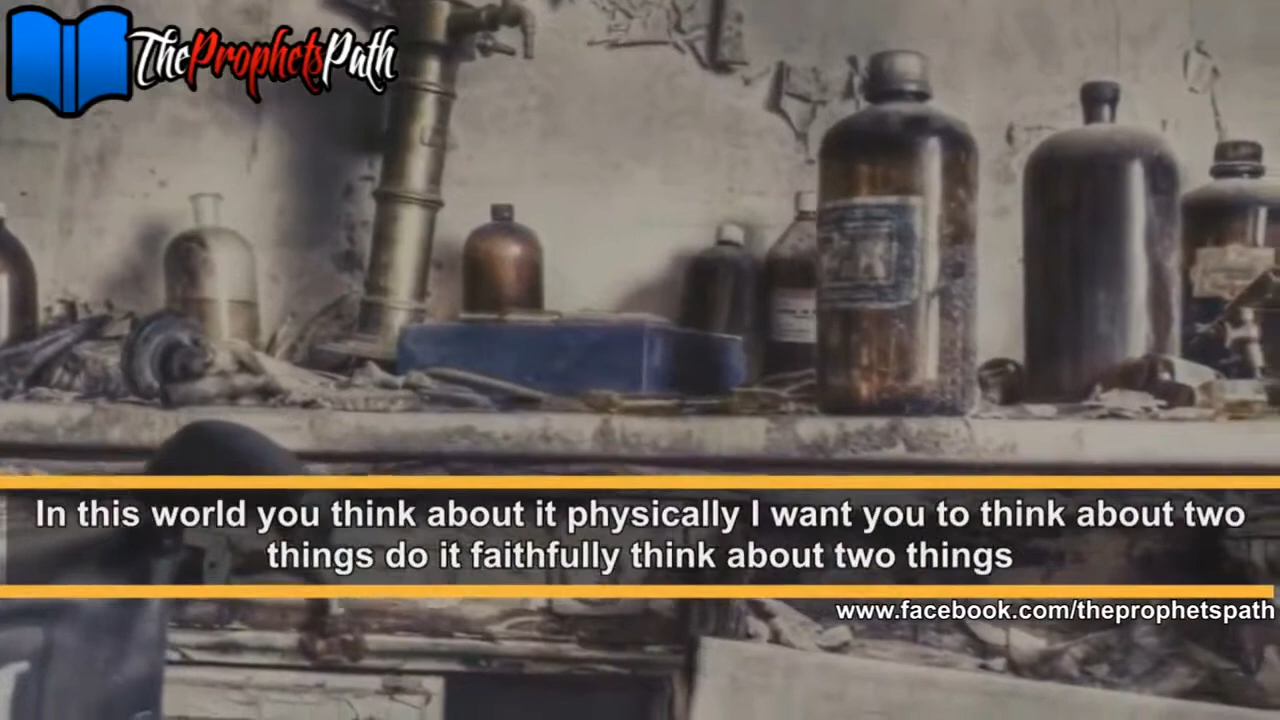 TheProphetsPath
In this world you think about it physically I want you to think about two
things do it faithfully think about two things
www.facebook.com/theprophetspath